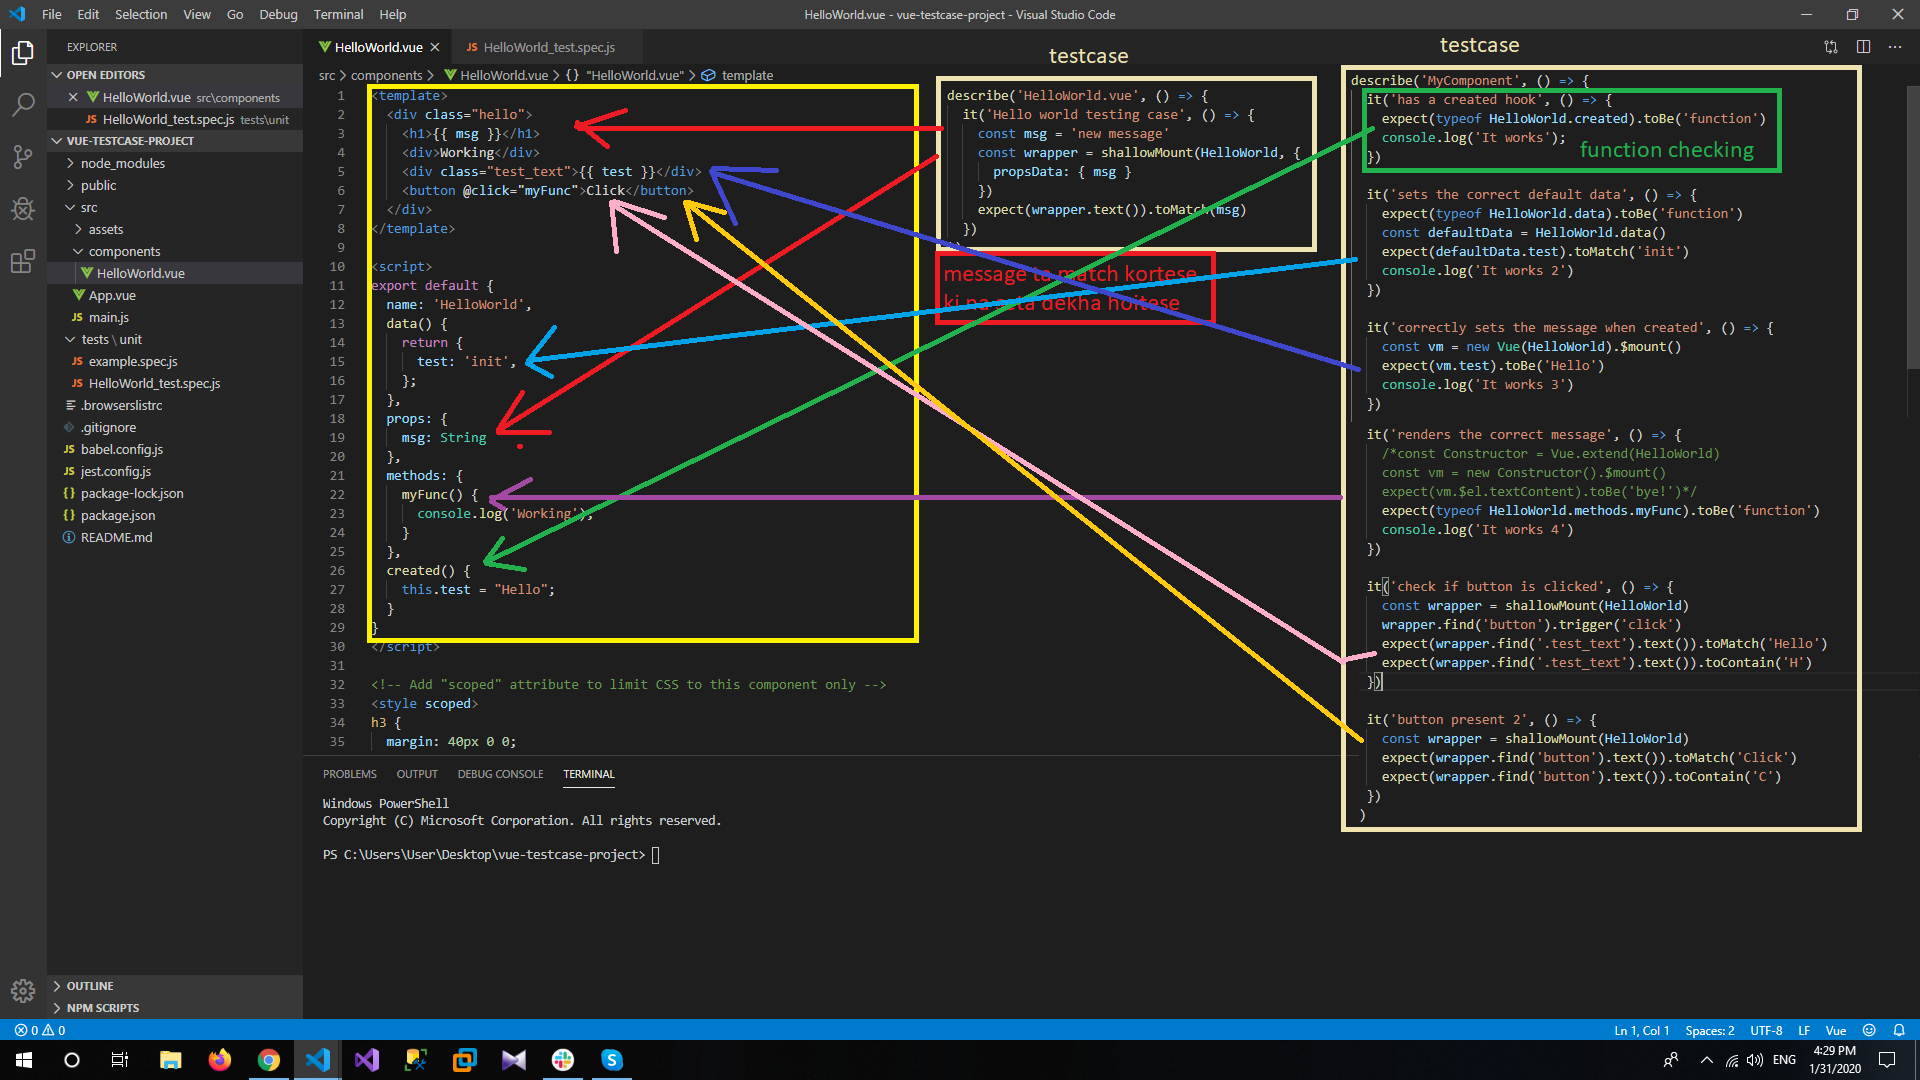 File Edit Selection View Go Debug Terminal Help
HelloWorld.vue - vue-testcase-project - Visual Studio Code
EXPLORER
OPEN EDITORS
HelloWorld.vue src\components
HelloWorld_test.spec.js tests\unit
VUE-TESTCASE-PROJECT
node_modules
public
src
assets
components
HelloWorld.vue
App.vue
JS main.js
tests \ unit
JS example.spec.js
JS HelloWorld_test.spec.js
.browserslistrc
.gitignore
JS babel.config.js
JS jest.config.js
{} package-lock.json
{} package.json
README.md
OUTLINE
NPM SCRIPTS
HelloWorld.vue
JS HelloWorld_test.spec.js
src > components > HelloWorld.vue > {} "HelloWorld.vue" > template
1 <template>
2 <div class="hello">
3 <h1>{{ msg }}</h1>
4 <div>Working</div>
5 <div class="test_text">{{ test }}</div>
6 <button @click="myFunc">Click</button>
7 </div>
8 </template>
9
10 <script>
11 export default {
12 name: 'HelloWorld',
13 data() {
14 return {
15 test: 'init',
16 };
17 },
18 props: {
19 msg: String
20 },
21 methods: {
22 myFunc() {
23 console.log('Working');
24 }
25 },
26 created() {
27 this.test = "Hello";
28 }
29 }
30 </script>
31
32 <!-- Add "scoped" attribute to limit CSS to this component only -->
33 <style scoped>
34 h3 {
35 margin: 40px 0 0;
testcase
describe('HelloWorld.vue', () => {
it('Hello world testing case', () => {
const msg = 'new message'
const wrapper = shallowMount(HelloWorld, {
propsData: { msg }
})
expect(wrapper.text()).toMatch(msg)
})
message ta match kortese
ki na seta dekha hoitese
testcase
describe('MyComponent', () => {
it('has a created hook', () => {
expect(typeof HelloWorld.created).toBe('function')
console.log('It works');
})
function checking
it('sets the correct default data', () => {
expect(typeof HelloWorld.data).toBe('function')
const defaultData = HelloWorld.data()
expect(defaultData.test).toMatch('init')
console.log('It works 2')
})
it('correctly sets the message when created', () => {
const vm = new Vue(HelloWorld).$mount()
expect(vm.test).toBe('Hello')
console.log('It works 3')
})
it('renders the correct message', () => {
/*const Constructor = Vue.extend(HelloWorld)
const vm = new Constructor().$mount()
expect(vm.$el.textContent).toBe('bye!')*/
expect(typeof HelloWorld.methods.myFunc).toBe('function')
console.log('It works 4')
})
it('check if button is clicked', () => {
const wrapper = shallowMount(HelloWorld)
wrapper.find('button').trigger('click')
expect(wrapper.find('.test_text').text()).toMatch('Hello')
expect(wrapper.find('.test_text').text()).toContain('H')
})
it('button present 2', () => {
const wrapper = shallowMount(HelloWorld)
expect(wrapper.find('button').text()).toMatch('Click')
expect(wrapper.find('button').text()).toContain('C')
})
)
PROBLEMS OUTPUT DEBUG CONSOLE TERMINAL
Windows PowerShell
Copyright (C) Microsoft Corporation. All rights reserved.
PS C:\Users\User\Desktop\vue-testcase-project>
0 0
Ln 1, Col 1 Spaces: 2 UTF-8 LF Vue
ENG
4:29 PM
1/31/2020